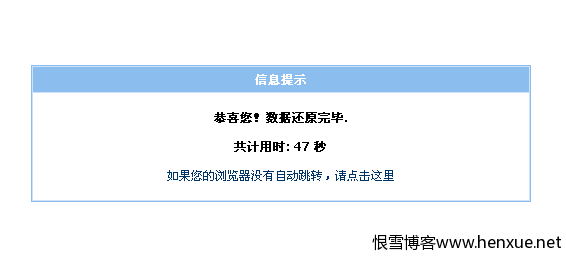 信息提示
恭喜您！数据还原完毕.
共计用时: 47 秒
如果您的浏览器没有自动跳转，请点击这里
恨雪博客www.henxue.net